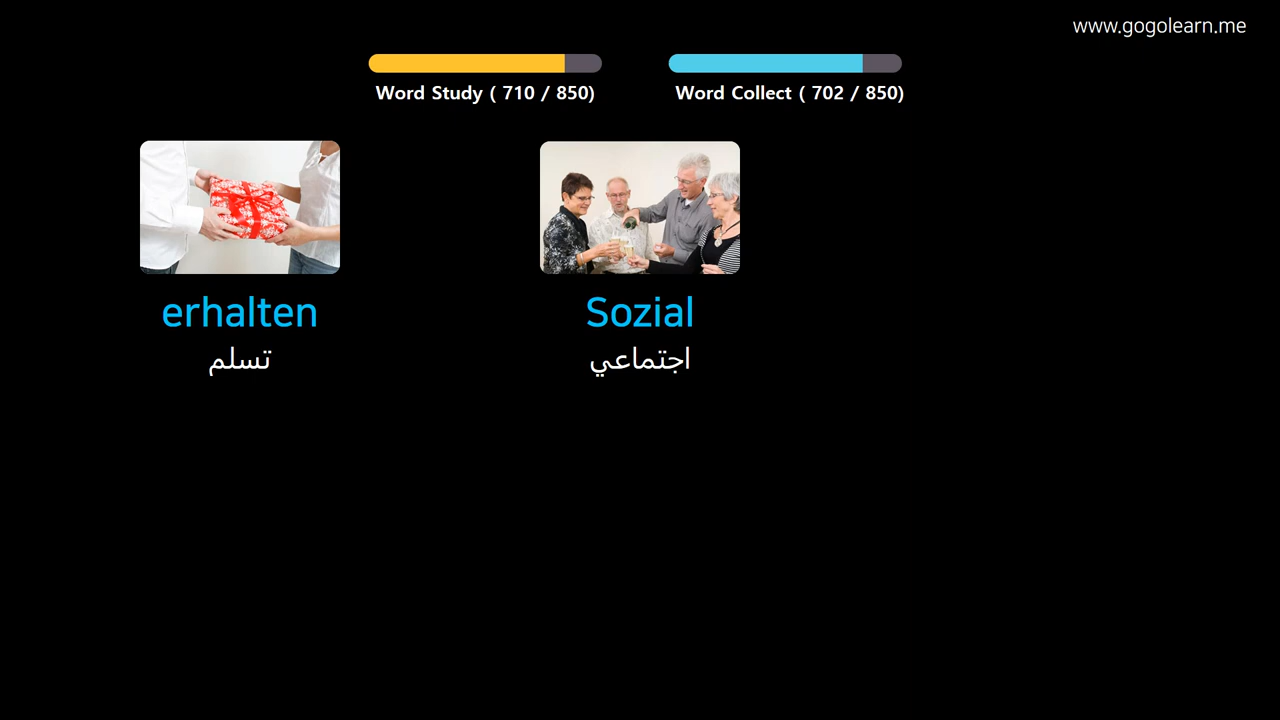 www.gogolearn.me
Word Study ( 710 / 850)
Word Collect ( 702 / 850)
erhalten
تسلم
Sozial
اجتماعي